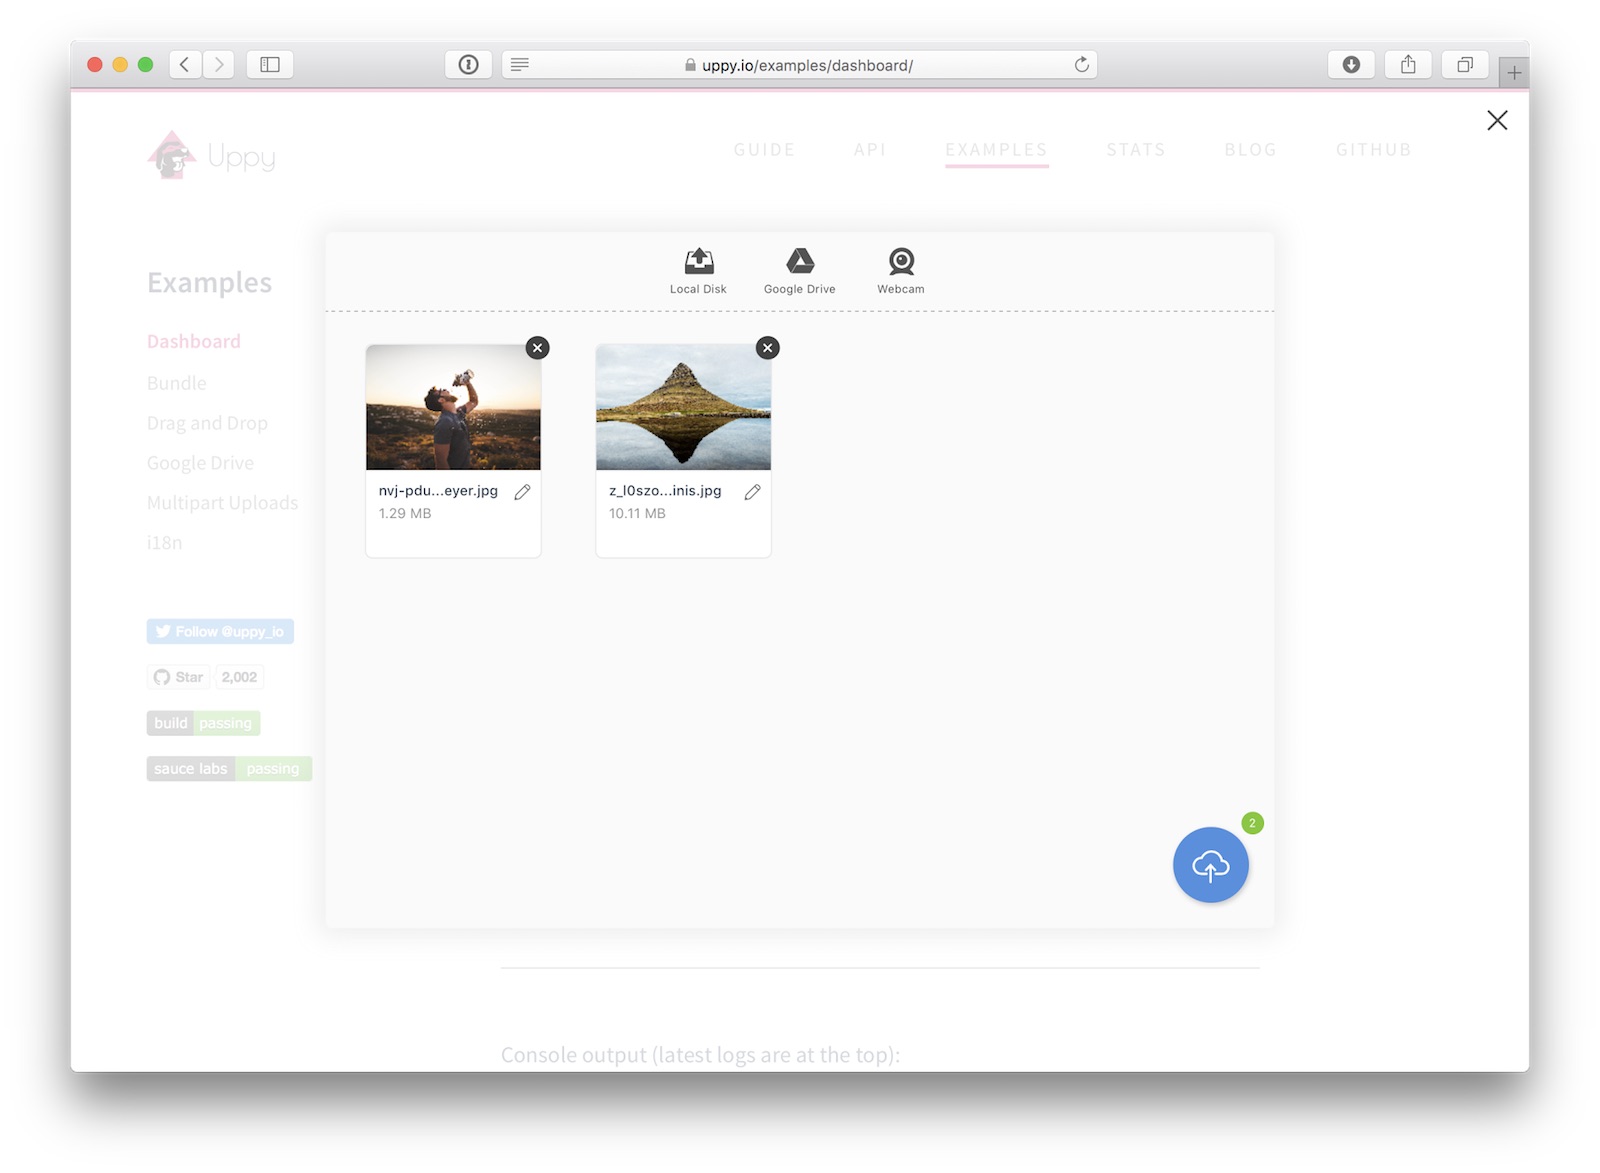 uppy.io/examples/dashboard/
Uppy
GUIDE API EXAMPLES STATS BLOG GITHUB
Local Disk Google Drive Webcam
Examples
Dashboard
Bundle
Drag and Drop
Google Drive
Multipart Uploads
i18n
Follow @uppy_io
Star 2,002
build passing
sauce labs passing
nvj-pdu...eyer.jpg
1.29 MB
z_l0szo...inis.jpg
10.11 MB
2
Console output (latest logs are at the top):